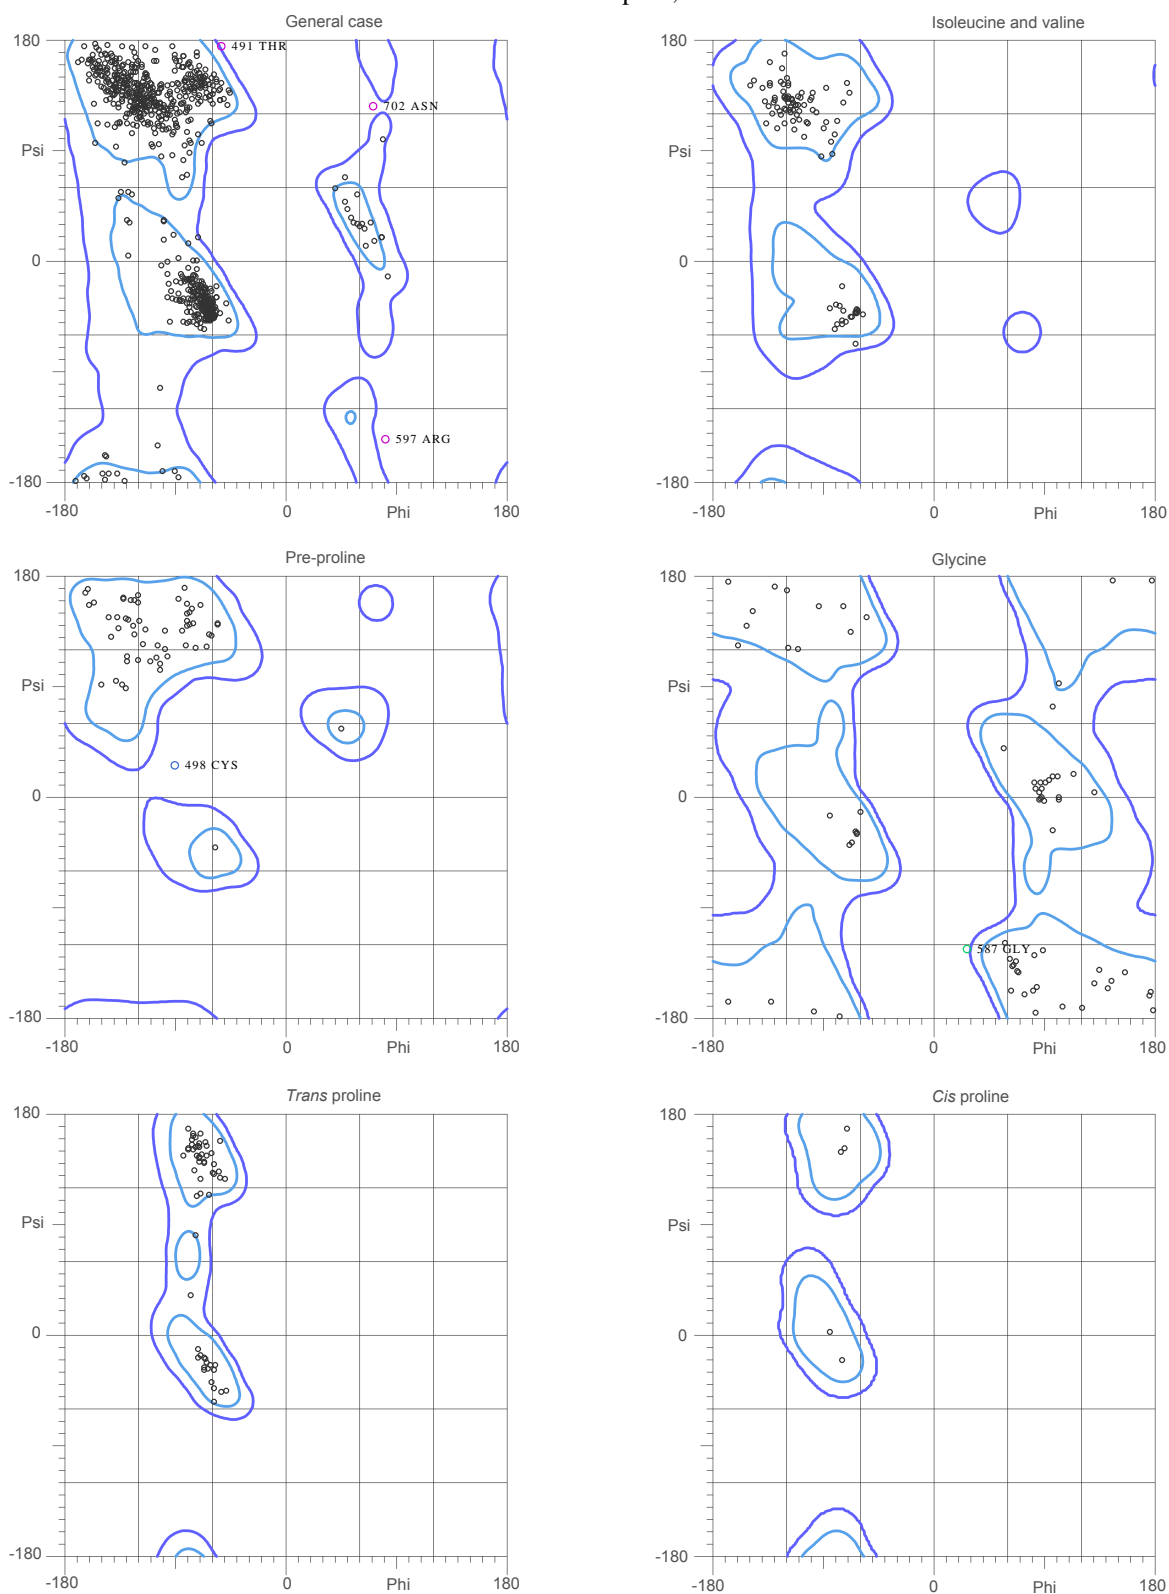 General case
180
491 THR
702 ASN
Psi
0
597 ARG
-180
-180
0
Phi
180
Isoleucine and valine
180
Psi
0
-180
-180
0
Phi
180
Pre-proline
180
Psi
498 CYS
0
-180
-180
0
Phi
180
Glycine
180
Psi
0
587 GLY
-180
-180
0
Phi
180
Trans proline
180
Psi
0
-180
-180
0
Phi
180
Cis proline
180
Psi
0
-180
-180
0
Phi
180